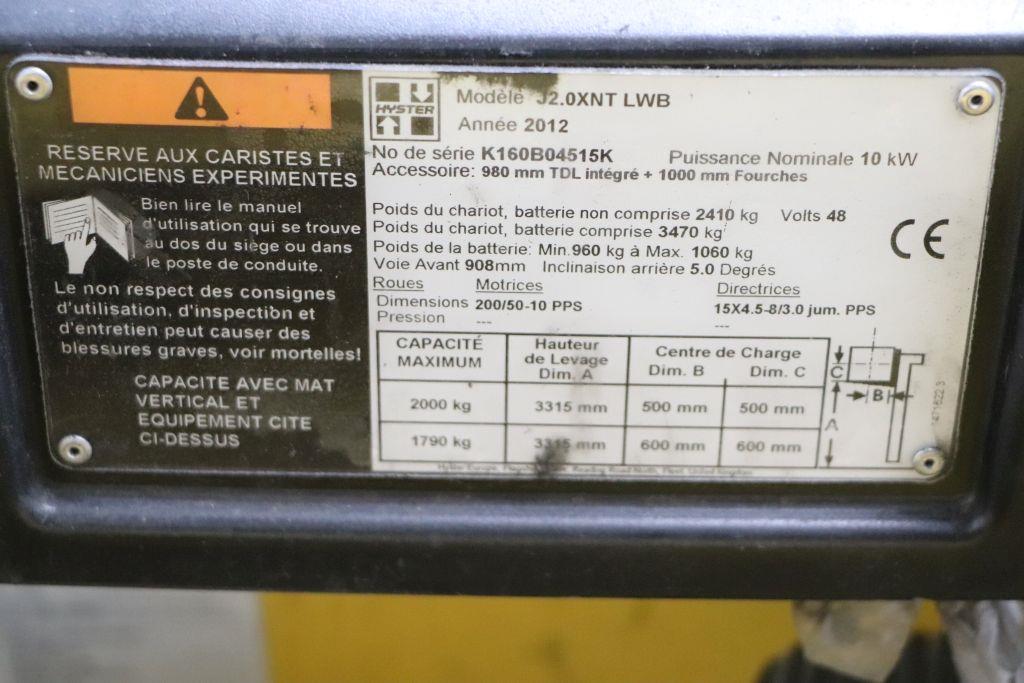 RESERVE AUX CARISTES ET
MECANICIENS EXPERIMENTES
Bien lire le manuel
d'utilisation qui se trouve
au dos du siège ou dans
le poste de conduite.
Le non respect des consignes
d'utilisation, d'inspection et
d'entretien peut causer des
blessures graves, voir mortelles!
CAPACITE AVEC MAT
VERTICAL ET
EQUIPEMENT CITE
CI-DESSUS
HYSTER
Modèle J2.0XNT LWB
Année 2012
No de série K160B04515K Puissance Nominale 10 kW
Accessoire: 980 mm TDL intégré + 1000 mm Fourches
Poids du chariot, batterie non comprise 2410 kg Volts 48
Poids du chariot, batterie comprise 3470 kg
Poids de la batterie: Min.960 kg à Max. 1060 kg
Voie Avant 908mm Inclinaison arrière 5.0 Degrés
CE
Roues Motrices Directrices
Dimensions 200/50-10 PPS 15X4.5-8/3.0 jum. PPS
Pression --- ---
CAPACITÉ MAXIMUM Hauteur de Levage Dim. A Centre de Charge Dim. B Dim. C
2000 kg 3315 mm 500 mm 500 mm
1790 kg 3315 mm 600 mm 600 mm
C
B
A